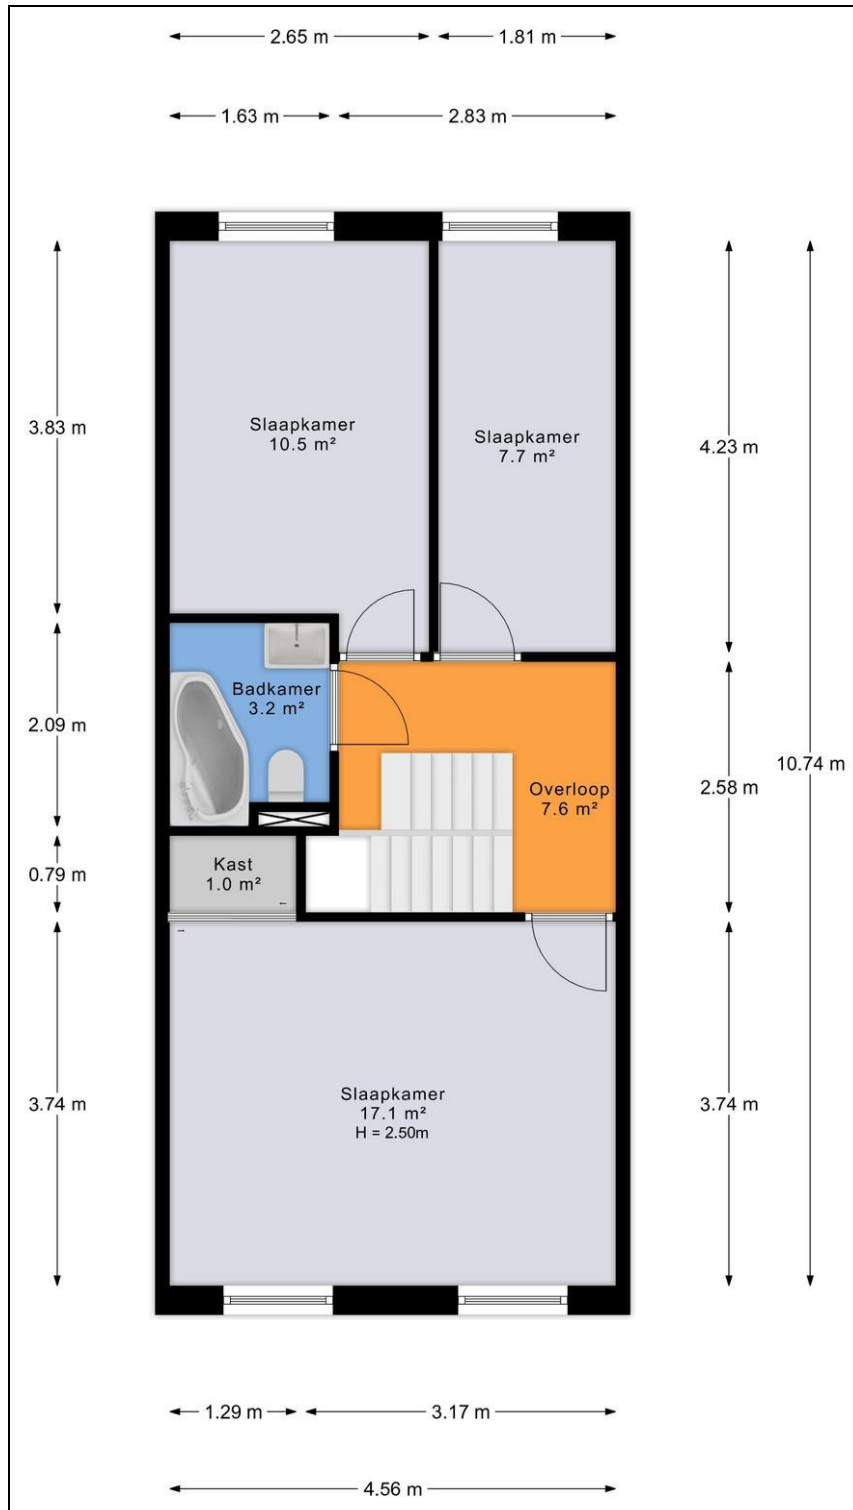 2.65 m
1.81 m
1.63 m
2.83 m
3.83 m
Slaapkamer
10.5 m²
Slaapkamer
7.7 m²
4.23 m
2.09 m
Badkamer
3.2 m²
10.74 m
Overloop
7.6 m²
2.58 m
0.79 m
Kast
1.0 m²
3.74 m
Slaapkamer
17.1 m²
H = 2.50m
3.74 m
1.29 m
3.17 m
4.56 m